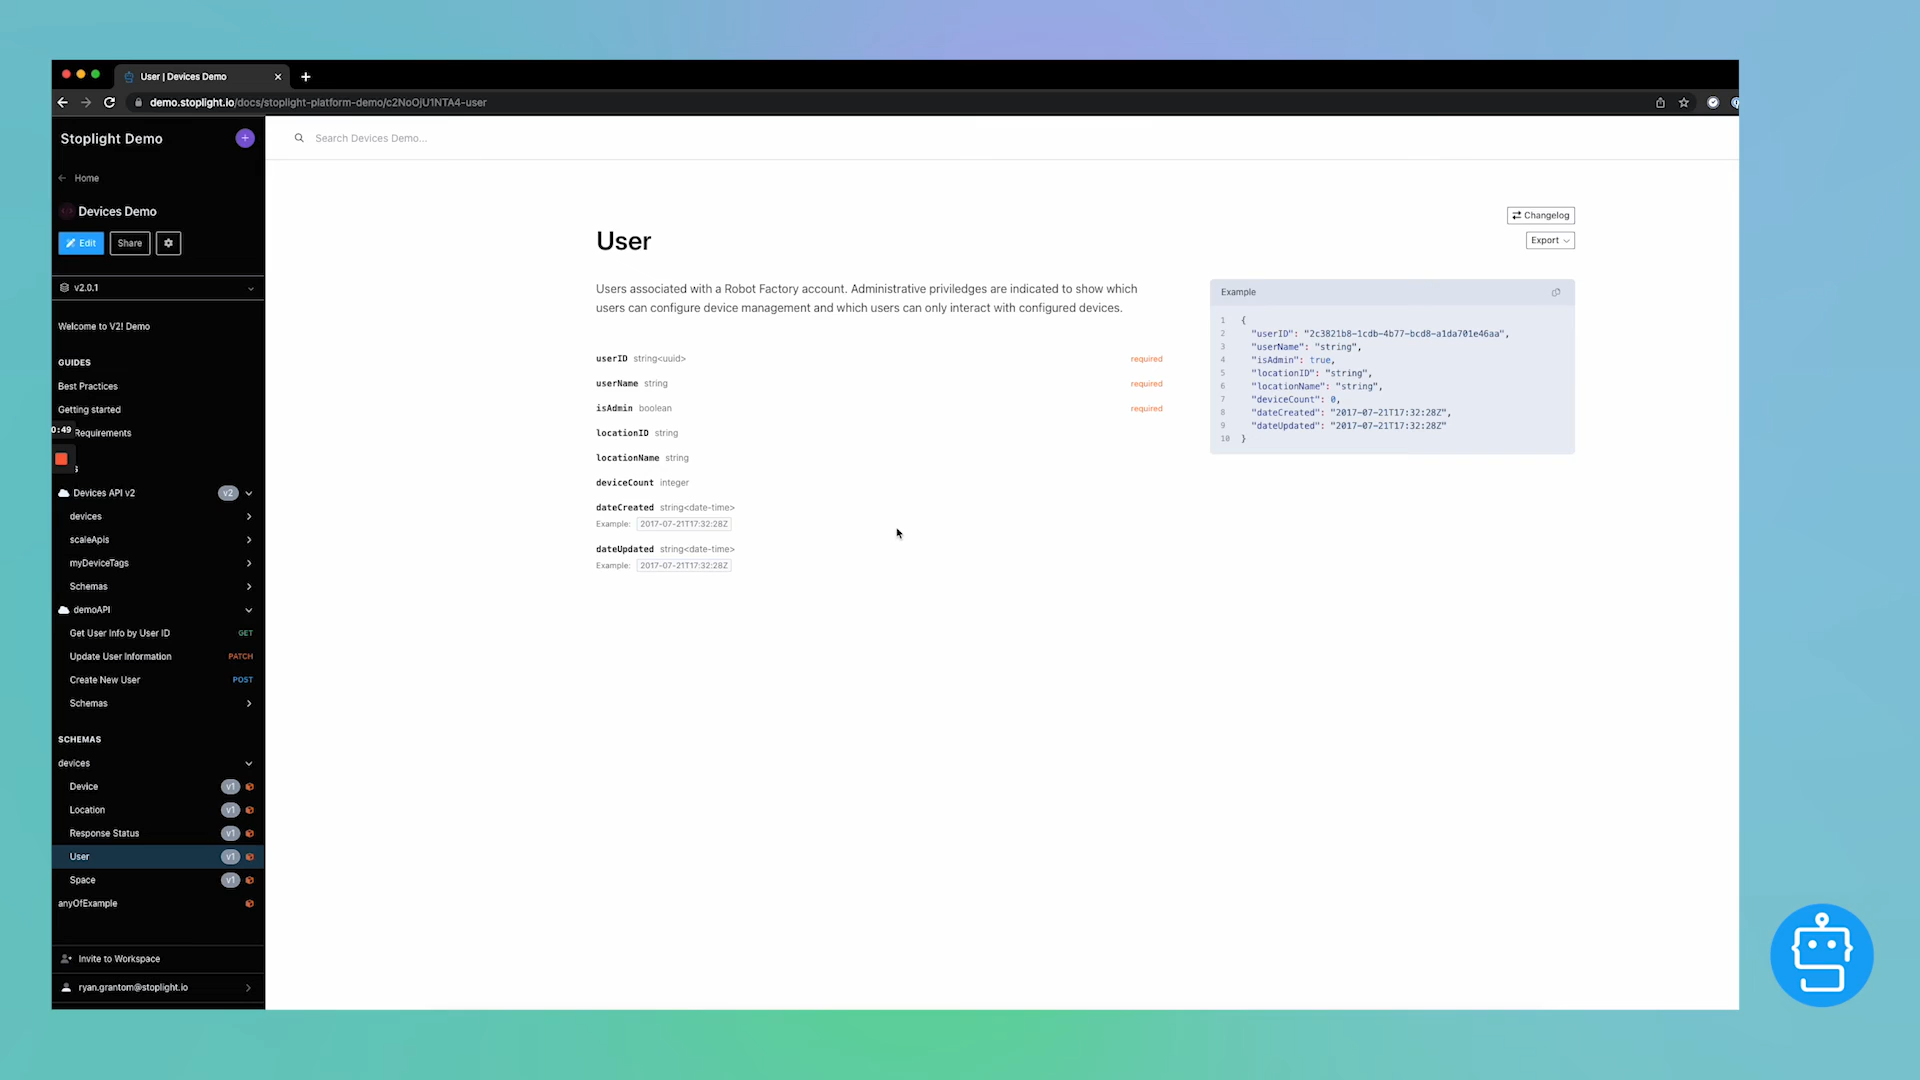 User | Devices Demo
demo.stoplight.io/docs/stoplight-platform-demo/c2NoOjU1NTA4-user
Stoplight Demo
Home
Devices Demo
Edit
Share
v2.0.1
Welcome to V2! Demo
GUIDES
Best Practices
Getting started
0:49
Requirements
s
Devices API v2 v2
devices
scaleApis
myDeviceTags
Schemas
demoAPI
Get User Info by User ID GET
Update User Information PATCH
Create New User POST
Schemas
SCHEMAS
devices
Device v1
Location v1
Response Status v1
User v1
Space v1
anyOfExample
Invite to Workspace
ryan.grantom@stoplight.io
Search Devices Demo...
Changelog
Export
User
Users associated with a Robot Factory account. Administrative priviledges are indicated to show which
users can configure device management and which users can only interact with configured devices.
userID string<uuid> required
userName string required
isAdmin boolean required
locationID string
locationName string
deviceCount integer
dateCreated string<date-time>
Example: 2017-07-21T17:32:28Z
dateUpdated string<date-time>
Example: 2017-07-21T17:32:28Z
Example
1 {
2 "userID": "2c3821b8-1cdb-4b77-bcd8-a1da701e46aa",
3 "userName": "string",
4 "isAdmin": true,
5 "locationID": "string",
6 "locationName": "string",
7 "deviceCount": 0,
8 "dateCreated": "2017-07-21T17:32:28Z",
9 "dateUpdated": "2017-07-21T17:32:28Z"
10 }